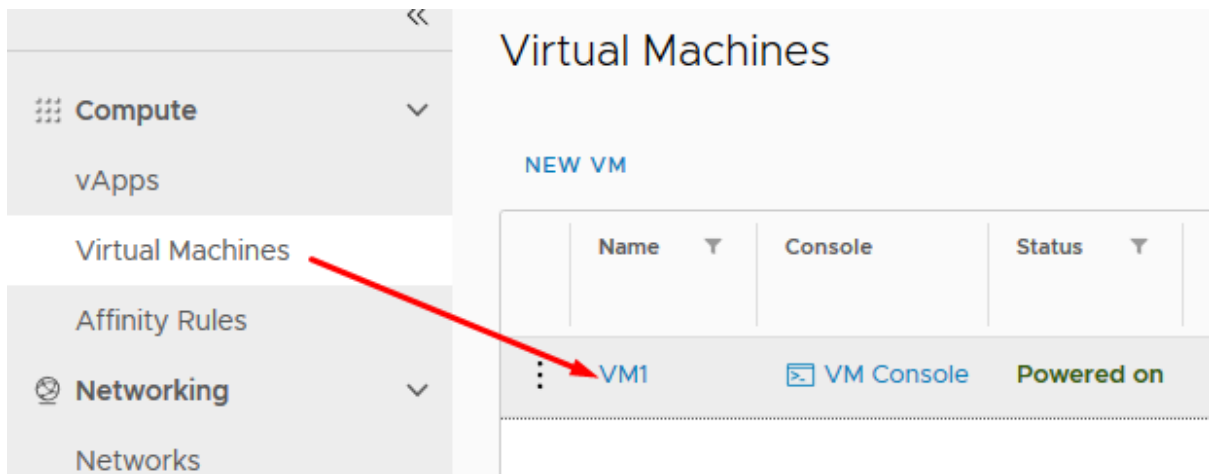 Compute
vApps
Virtual Machines
Affinity Rules
Networking
Networks
Virtual Machines
NEW VM
Name Console Status
VM1 VM Console Powered on